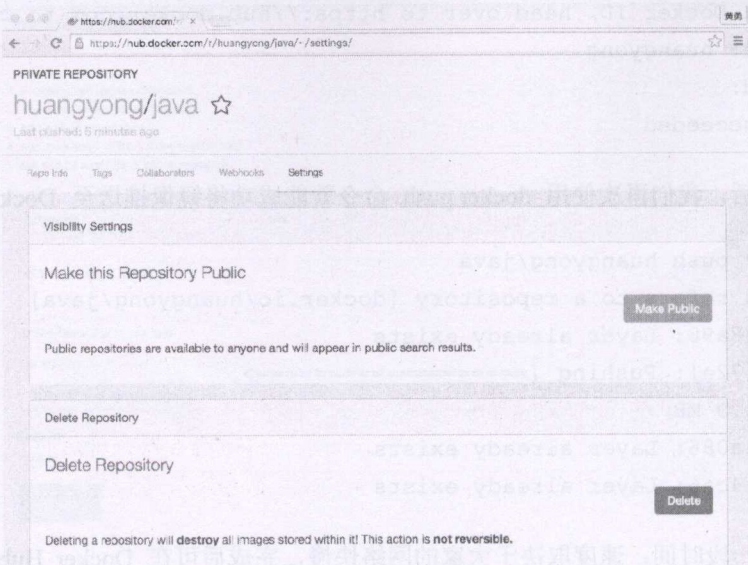 https://hub.docker.com/r/ x
黄勇
https://hub.docker.com/r/huangyong/java/~/settings/
PRIVATE REPOSITORY
huangyong/java ☆
Last pushed: 5 minutes ago
Repo Info Tags Collaborators Webhooks Settings
Visibility Settings
Make this Repository Public
Make Public
Public repositories are available to anyone and will appear in public search results.
Delete Repository
Delete Repository
Delete
Deleting a repository will destroy all images stored within it! This action is not reversible.